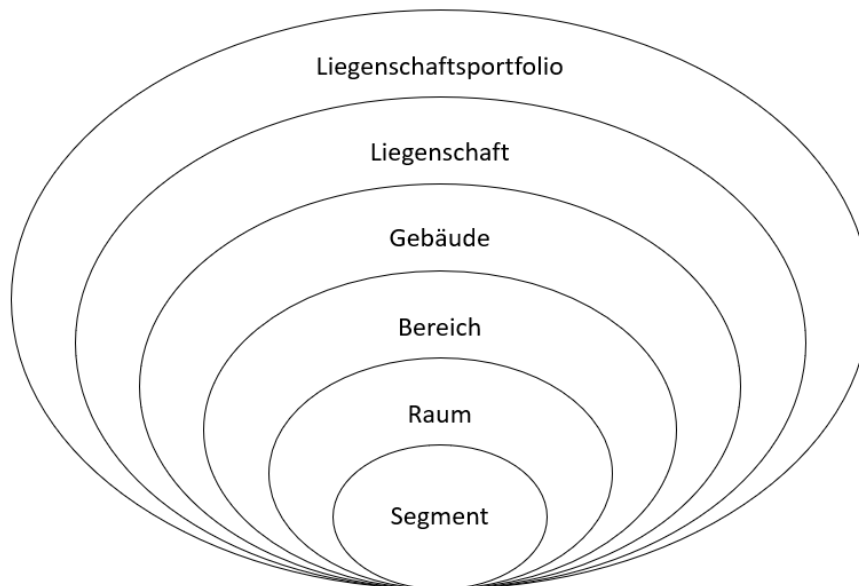 Liegenschaftsportfolio
Liegenschaft
Gebäude
Bereich
Raum
Segment